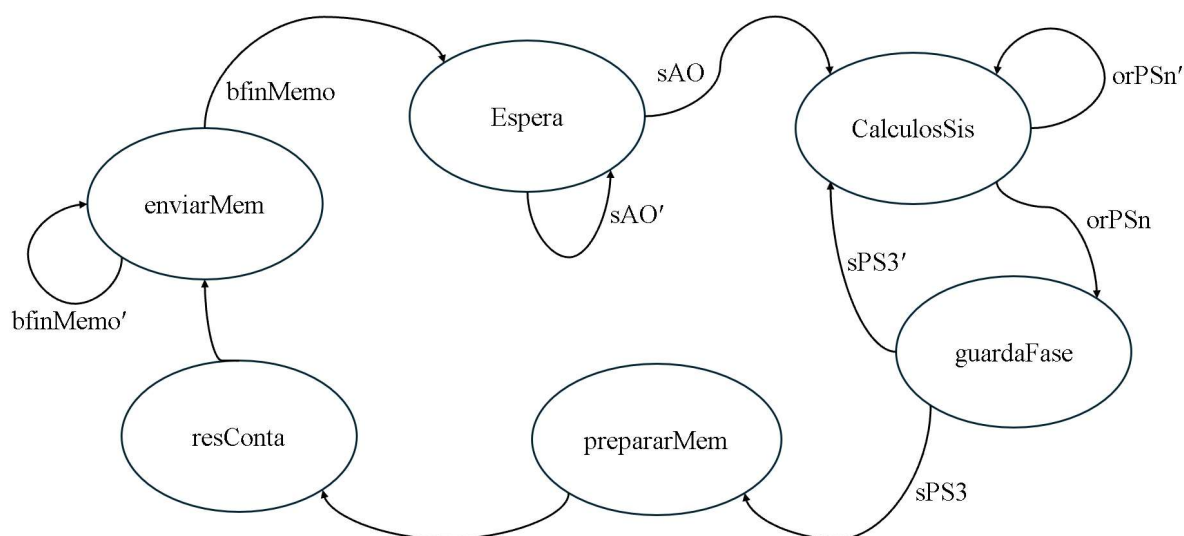 sAO
orPSn′
bfinMemo
Espera
CalculosSis
enviarMem
sAO′
orPSn
sPS3′
bfinMemo′
guardaFase
resConta
prepararMem
sPS3